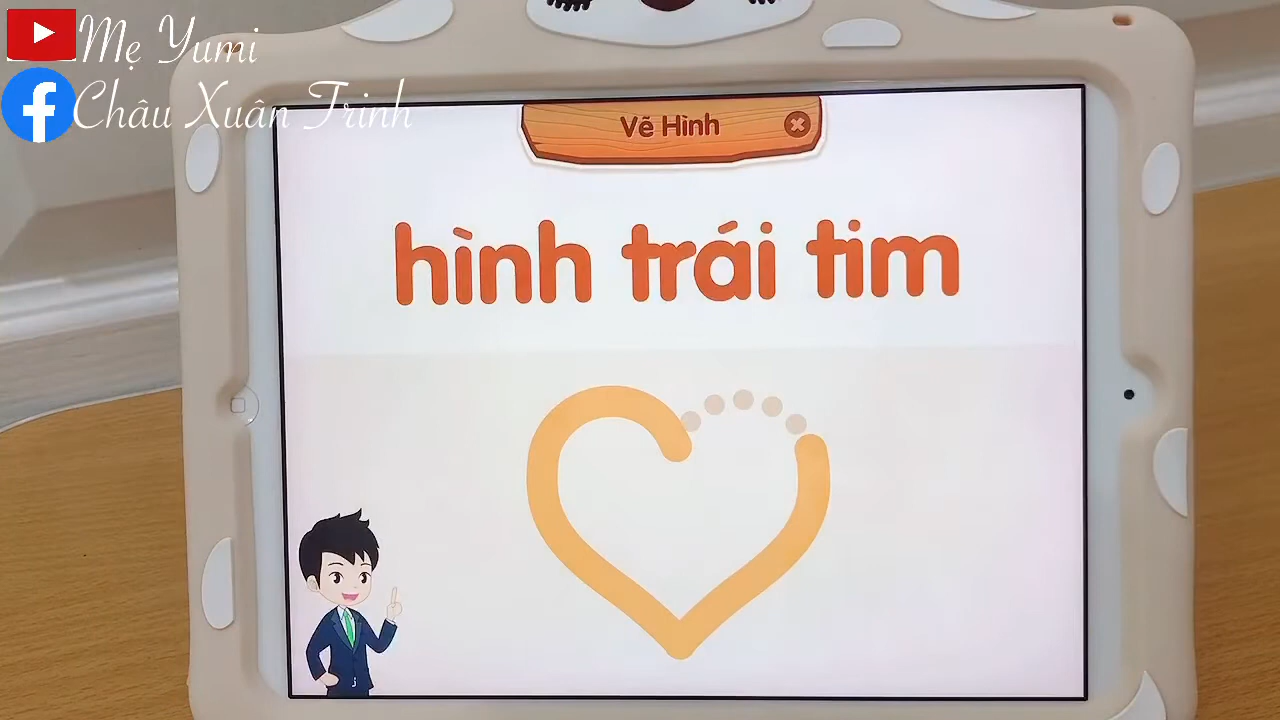 Mẹ Yumi
Châu Xuân Trinh
Vẽ Hình
hình trái tim